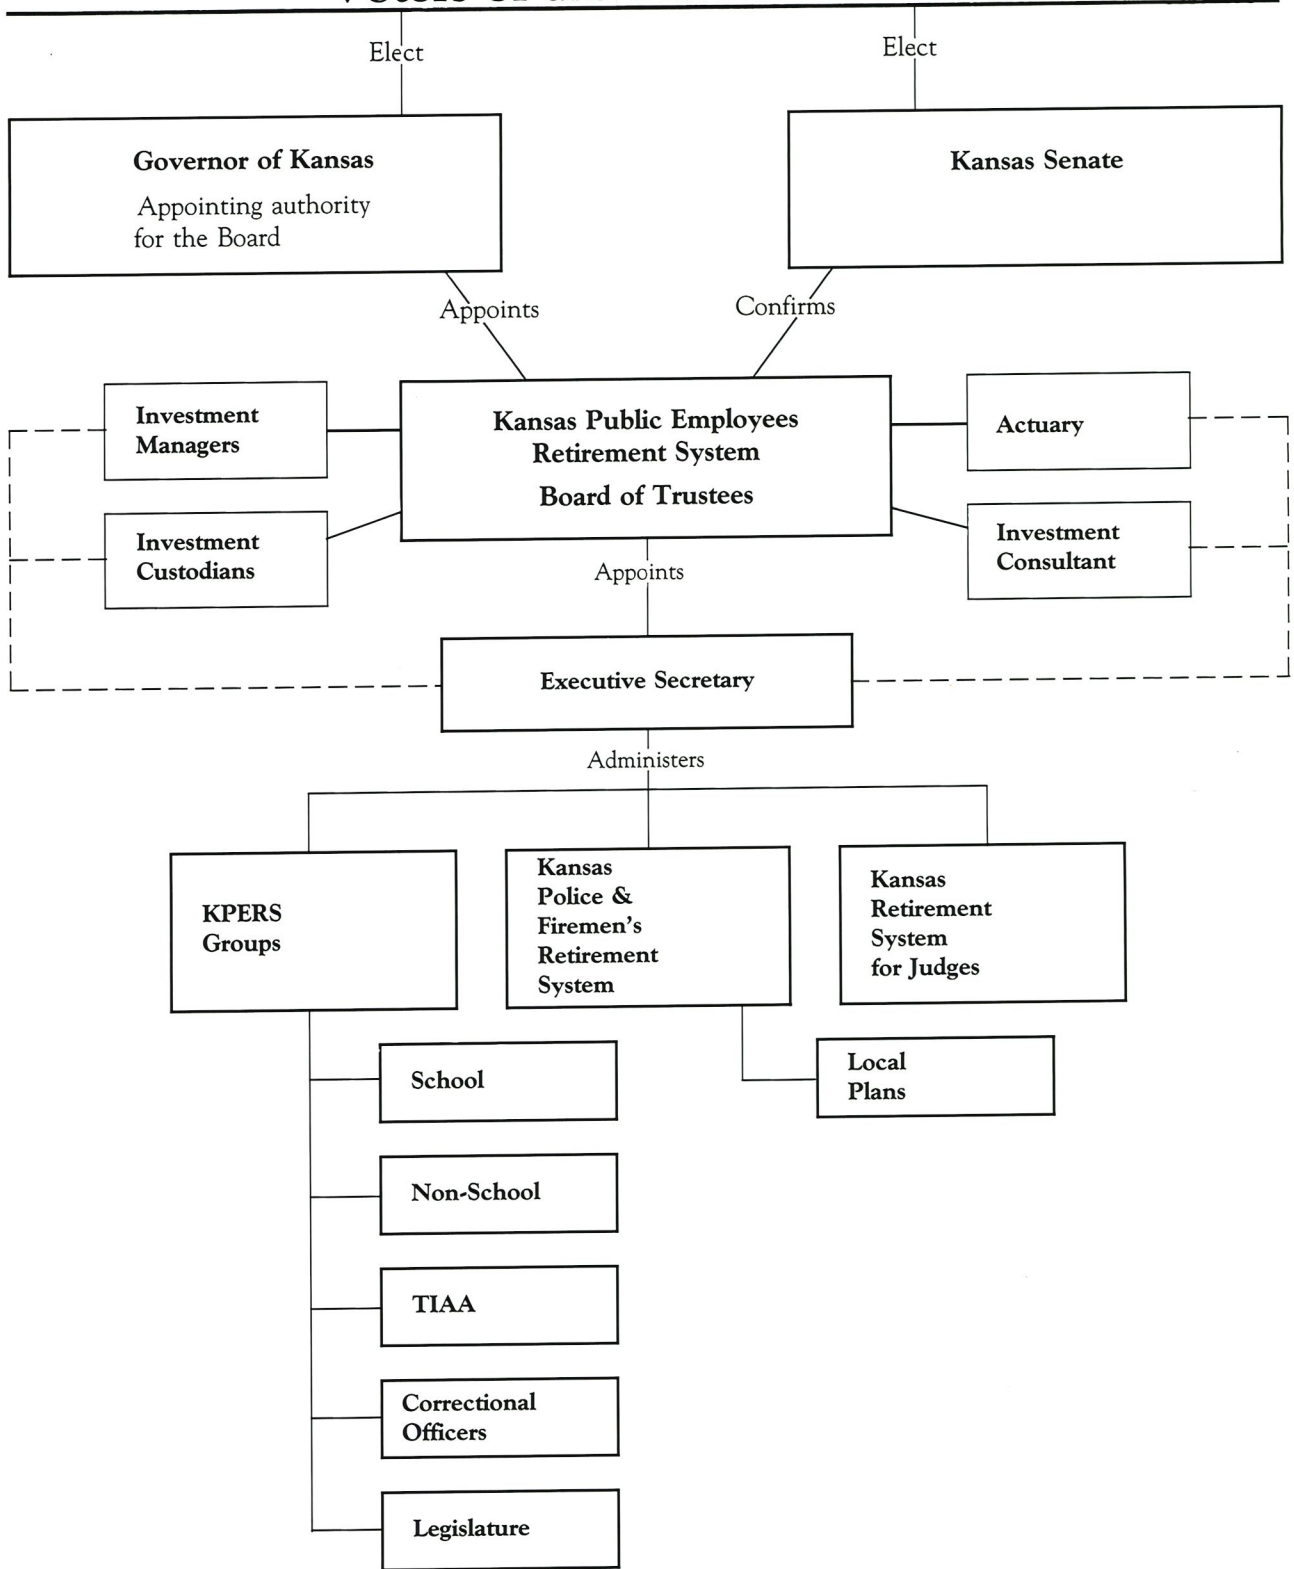 Elect
Elect
Governor of Kansas
Appointing authority
for the Board
Kansas Senate
Appoints
Confirms
Investment
Managers
Kansas Public Employees
Retirement System
Board of Trustees
Actuary
Investment
Custodians
Investment
Consultant
Appoints
Executive Secretary
Administers
KPERS
Groups
Kansas
Police &
Firemen's
Retirement
System
Kansas
Retirement
System
for Judges
School
Local
Plans
Non-School
TIAA
Correctional
Officers
Legislature